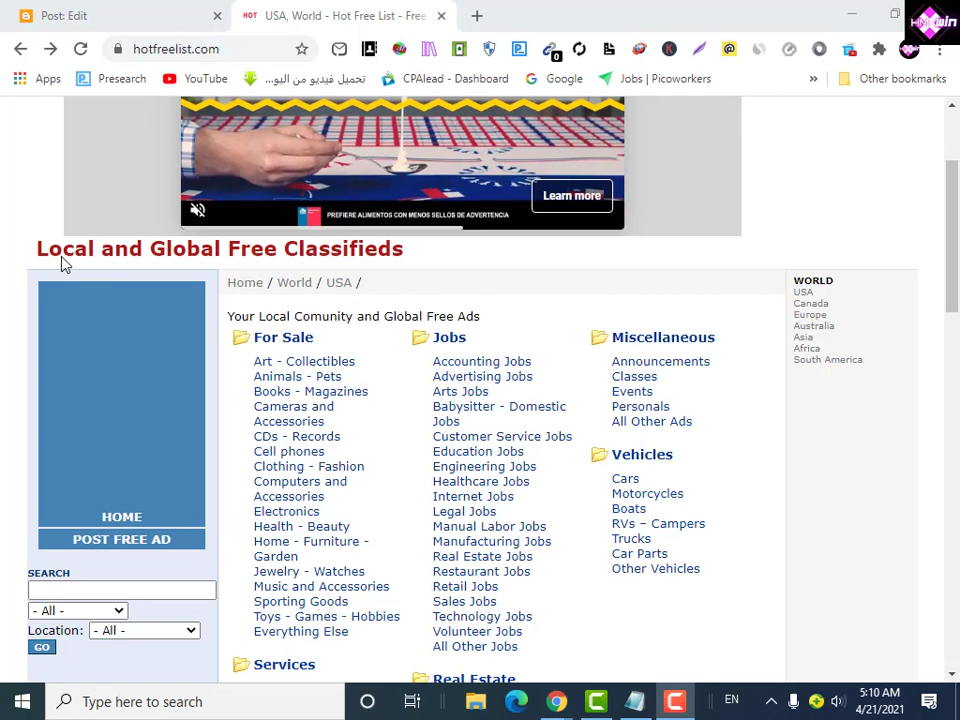 Post: Edit
HOT USA, World - Hot Free List - Free
HMC win
hotfreelist.com
0
Apps
Presearch
YouTube
تحميل فيديو من اليو...
CPAlead - Dashboard
Google
Jobs | Picoworkers
»
Other bookmarks
Learn more
PREFIERE ALIMENTOS CON MENOS SELLOS DE ADVERTENCIA
Local and Global Free Classifieds
Home / World / USA /
Your Local Comunity and Global Free Ads
For Sale
Art - Collectibles
Animals - Pets
Books - Magazines
Cameras and
Accessories
CDs - Records
Cell phones
Clothing - Fashion
Computers and
Accessories
Electronics
Health - Beauty
Home - Furniture -
Garden
Jewelry - Watches
Music and Accessories
Sporting Goods
Toys - Games - Hobbies
Everything Else
Services
Jobs
Accounting Jobs
Advertising Jobs
Arts Jobs
Babysitter - Domestic
Jobs
Customer Service Jobs
Education Jobs
Engineering Jobs
Healthcare Jobs
Internet Jobs
Legal Jobs
Manual Labor Jobs
Manufacturing Jobs
Real Estate Jobs
Restaurant Jobs
Retail Jobs
Sales Jobs
Technology Jobs
Volunteer Jobs
All Other Jobs
Real Estate
Miscellaneous
Announcements
Classes
Events
Personals
All Other Ads
Vehicles
Cars
Motorcycles
Boats
RVs – Campers
Trucks
Car Parts
Other Vehicles
WORLD
USA
Canada
Europe
Australia
Asia
Africa
South America
HOME
POST FREE AD
SEARCH
- All -
Location: - All -
GO
Type here to search
EN
5:10 AM
4/21/2021